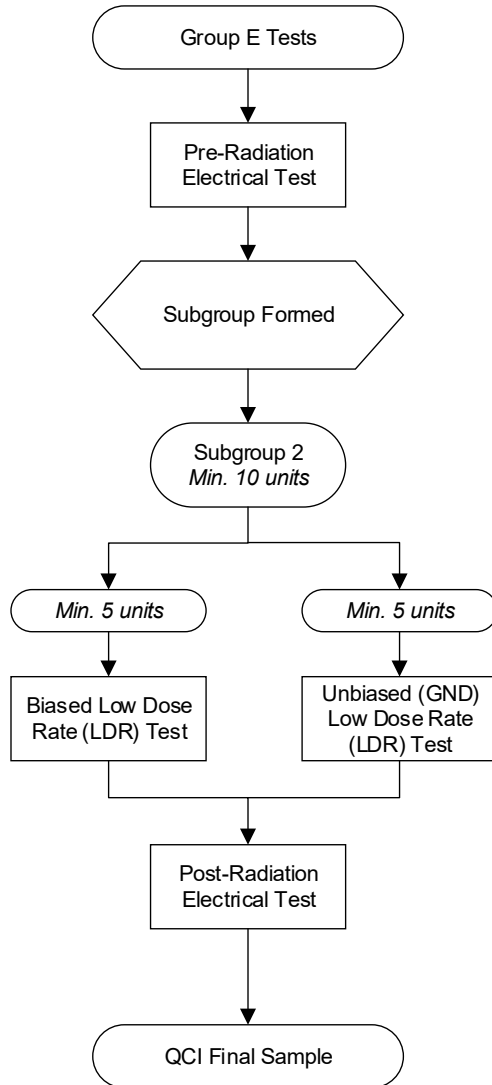 Group E Tests
Pre-Radiation
Electrical Test
Subgroup Formed
Subgroup 2
Min. 10 units
Min. 5 units
Min. 5 units
Biased Low Dose
Rate (LDR) Test
Unbiased (GND)
Low Dose Rate
(LDR) Test
Post-Radiation
Electrical Test
QCI Final Sample